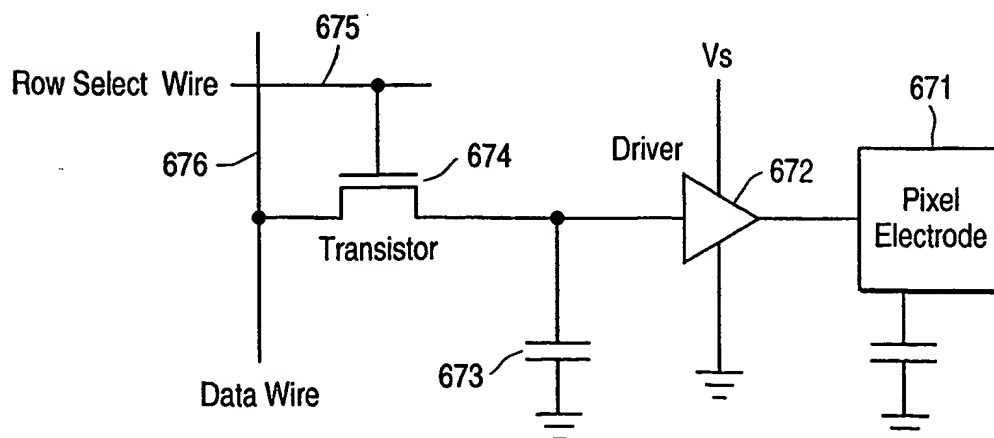 675
Vs
Row Select Wire
671
676
674
Driver
672
Pixel
Electrode
Transistor
673
Data Wire